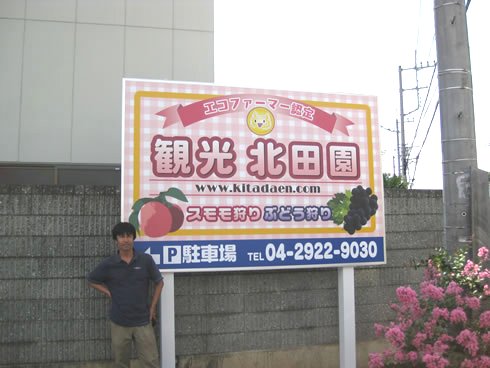 エコファーマー認定
観光 北田園
www.kitadaen.com
スモモ狩り ぶどう狩り
←P駐車場 TEL 04-2922-9030